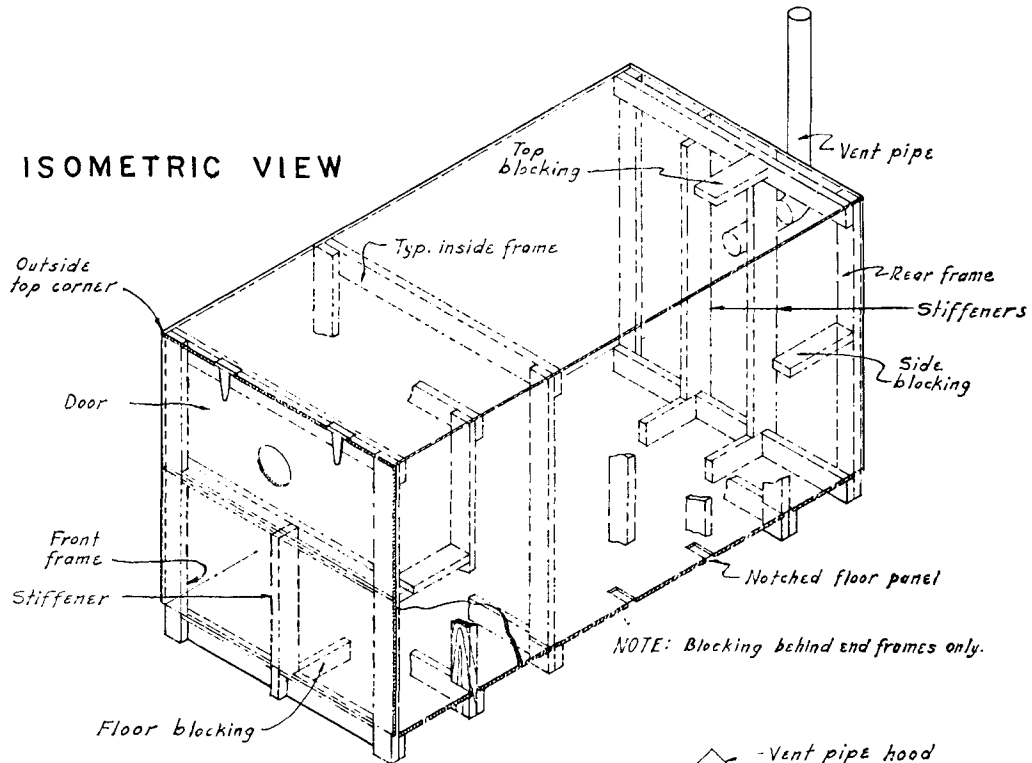 ISOMETRIC VIEW
Vent pipe
Top
blocking
Typ. inside frame
Outside
top corner
Rear frame
Stiffeners
Side
blocking
Door
Front
frame
Stiffener
Notched floor panel
NOTE: Blocking behind end frames only.
Floor blocking
-Vent pipe hood